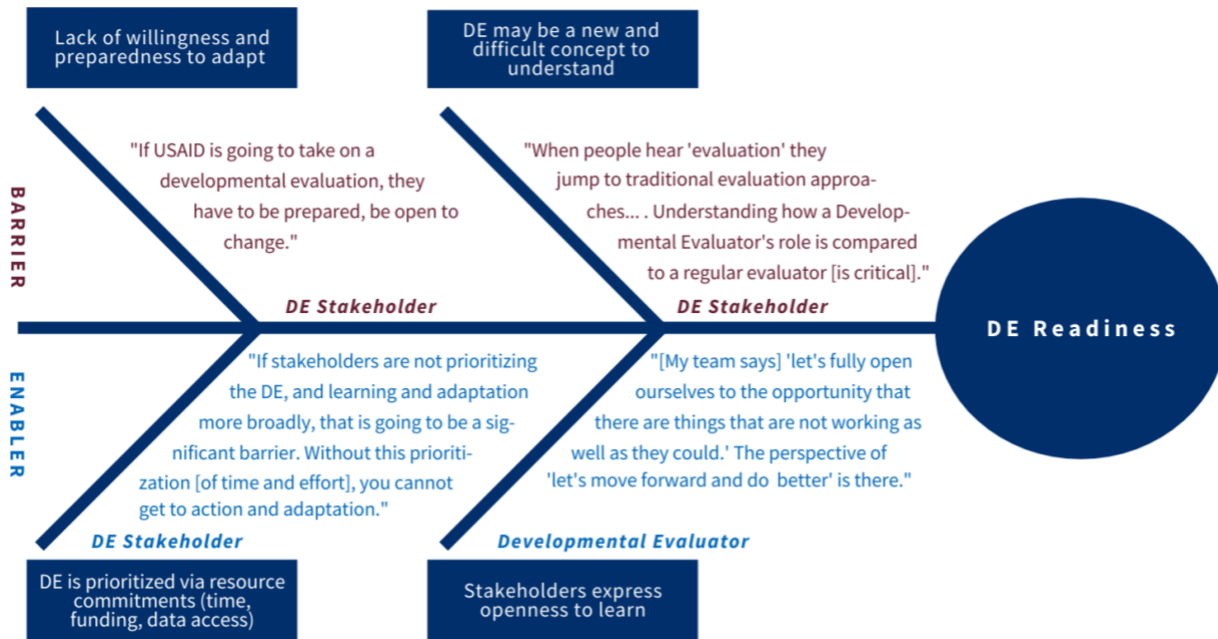 Lack of willingness and
preparedness to adapt
DE may be a new and
difficult concept to
understand
BARRIER
"If USAID is going to take on a
developmental evaluation, they
have to be prepared, be open to
change."
DE Stakeholder
"When people hear 'evaluation' they
jump to traditional evaluation approa-
ches... . Understanding how a Develop-
mental Evaluator's role is compared
to a regular evaluator [is critical]."
DE Stakeholder
DE Readiness
ENABLER
"If stakeholders are not prioritizing
the DE, and learning and adaptation
more broadly, that is going to be a sig-
nificant barrier. Without this prioriti-
zation [of time and effort], you cannot
get to action and adaptation."
DE Stakeholder
"[My team says] 'let's fully open
ourselves to the opportunity that
there are things that are not working as
well as they could.' The perspective of
'let's move forward and do better' is there."
Developmental Evaluator
DE is prioritized via resource
commitments (time,
funding, data access)
Stakeholders express
openness to learn